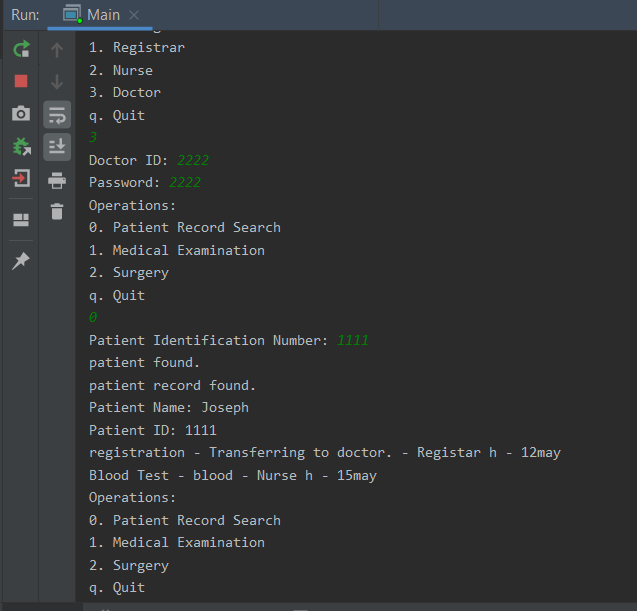 Run: Main
1. Registrar
2. Nurse
3. Doctor
q. Quit
3
Doctor ID: 2222
Password: 2222
Operations:
0. Patient Record Search
1. Medical Examination
2. Surgery
q. Quit
0
Patient Identification Number: 1111
patient found.
patient record found.
Patient Name: Joseph
Patient ID: 1111
registration - Transferring to doctor. - Registar h - 12may
Blood Test - blood - Nurse h - 15may
Operations:
0. Patient Record Search
1. Medical Examination
2. Surgery
q. Quit